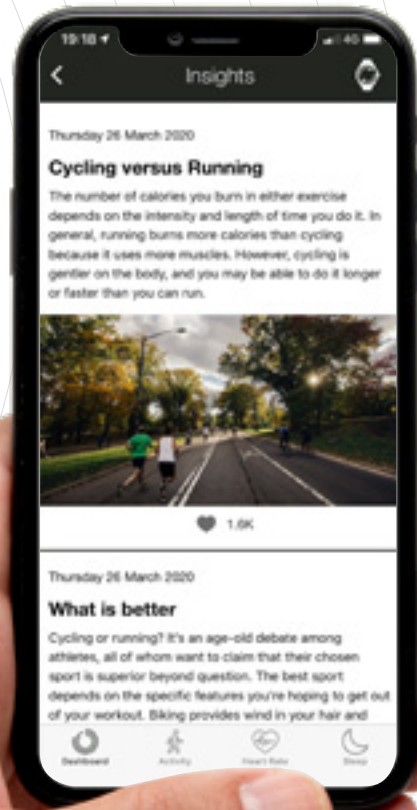 19:18
4G
Insights
Thursday 26 March 2020
Cycling versus Running
The number of calories you burn in either exercise
depends on the intensity and length of time you do it. In
general, running burns more calories than cycling
because it uses more muscles. However, cycling is
gentler on the body, and you may be able to do it longer
or faster than you can run.
1.6K
Thursday 26 March 2020
What is better
Cycling or running? It's an age-old debate among
athletes, all of whom want to claim that their chosen
sport is superior beyond question. The best sport
depends on the specific features you're hoping to get out
of your workout. Biking provides wind in your hair and
Dashboard
Activity
Heart Rate
Sleep